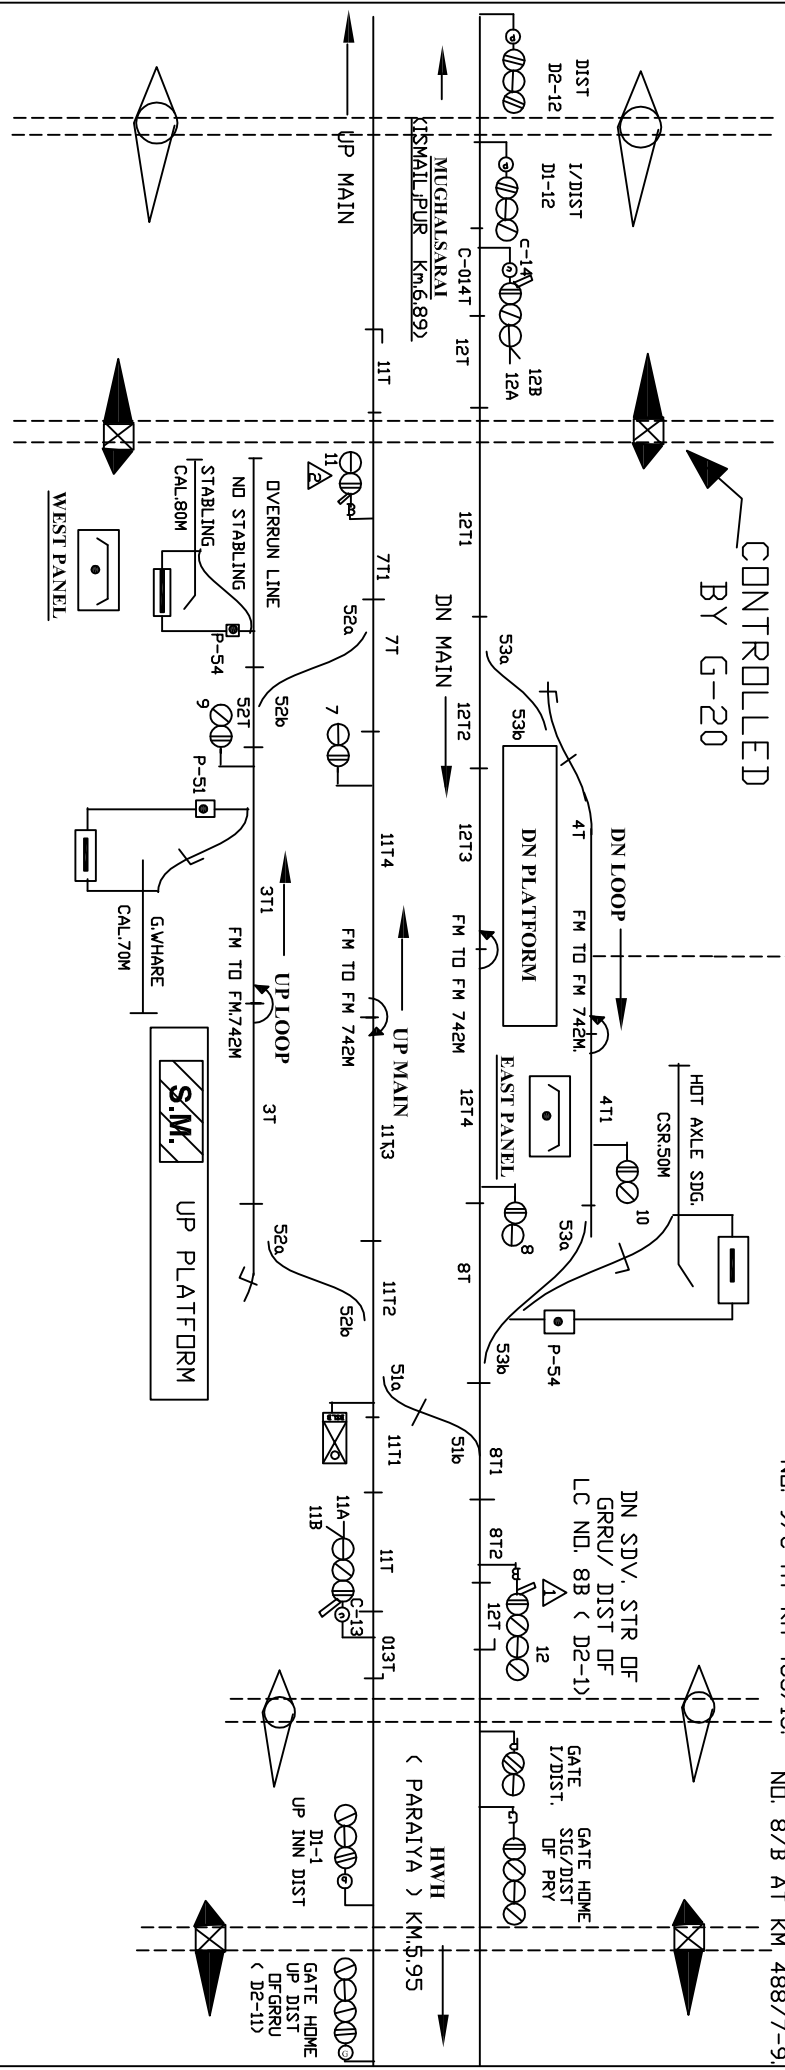 CONTROLLED
BY G-20
NO. 8/B AT KM 488/7-9.
DIST
D2-12
I/DIST
D1-12
C-14
12B
12A
UP MAIN
MUGHALSARAI
(ISMAIL;PUR Km.6.89)
C-014T
12T
11T
12T1
11
2
B
7T1
OVERRUN LINE
NO STABLING
STABLING
CAL.80M
WEST PANEL
P-54
52a
7T
52b
52T
9
7
P-51
DN MAIN
53a
53b
12T2
12T3
11T4
3T1
G.WHARE
CAL.70M
DN PLATFORM
DN LOOP
4T
FM TO FM 742M.
FM TO FM 742M
FM TO FM 742M
FM TO FM.742M
UP LOOP
UP MAIN
S.M.
UP PLATFORM
3T
11T3
12T4
EAST PANEL
4T1
HOT AXLE SDG.
CSR.50M
10
8
53a
53b
P-54
8T
52a
52b
11T2
51a
51b
11T1
8T1
8T2
11A
11B
11T
C-13
013T
DN SDV. STR OF
GRRU/ DIST OF
LC NO. 8B ( D2-1)
1
B
12
12T
GATE
I/DIST.
GATE HOME
SIG/DIST
OF PRY
HWH
( PARAIYA ) KM.5.95
D1-1
UP INN DIST
GATE HOME
UP DIST
OFGRRU
( D2-11)